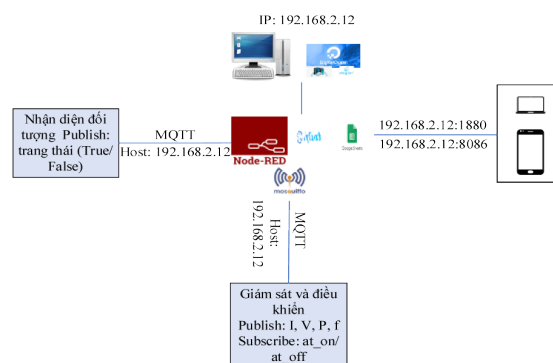 IP: 192.168.2.12
Nhận diện đối
tượng Publish:
trang thái (True/
False)
MQTT
Host: 192.168.2.12
Node-RED
mosquitto
192.168.2.12:1880
192.168.2.12:8086
MQTT
Host:
192.168.2.12
Giám sát và điều
khiển
Publish: I, V, P, f
Subscribe: at_on/
at_off